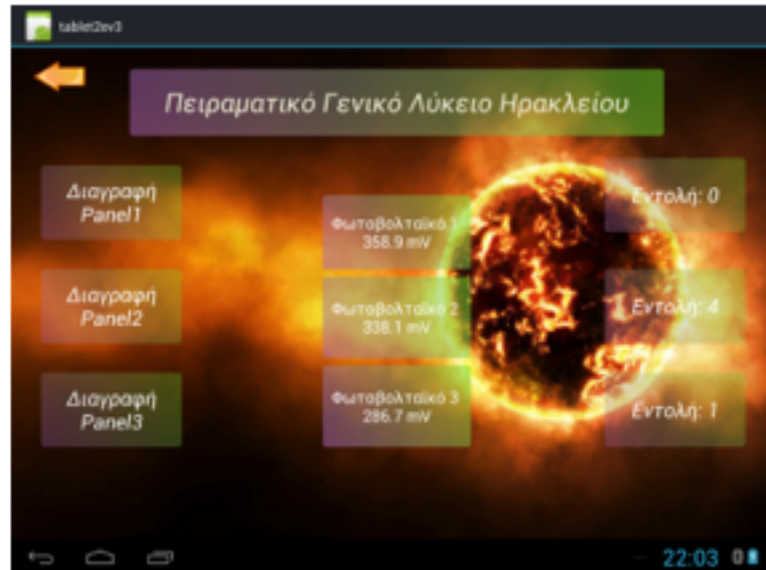 tablet2ev3
Πειραματικό Γενικό Λύκειο Ηρακλείου
Διαγραφή
Panel1
Φωτοβολταϊκό 1
358.9 mV
Εντολή: 0
Διαγραφή
Panel2
Φωτοβολταϊκό 2
338.1 mV
Εντολή: 4
Διαγραφή
Panel3
Φωτοβολταϊκό 3
286.7 mV
Εντολή: 1
22:03